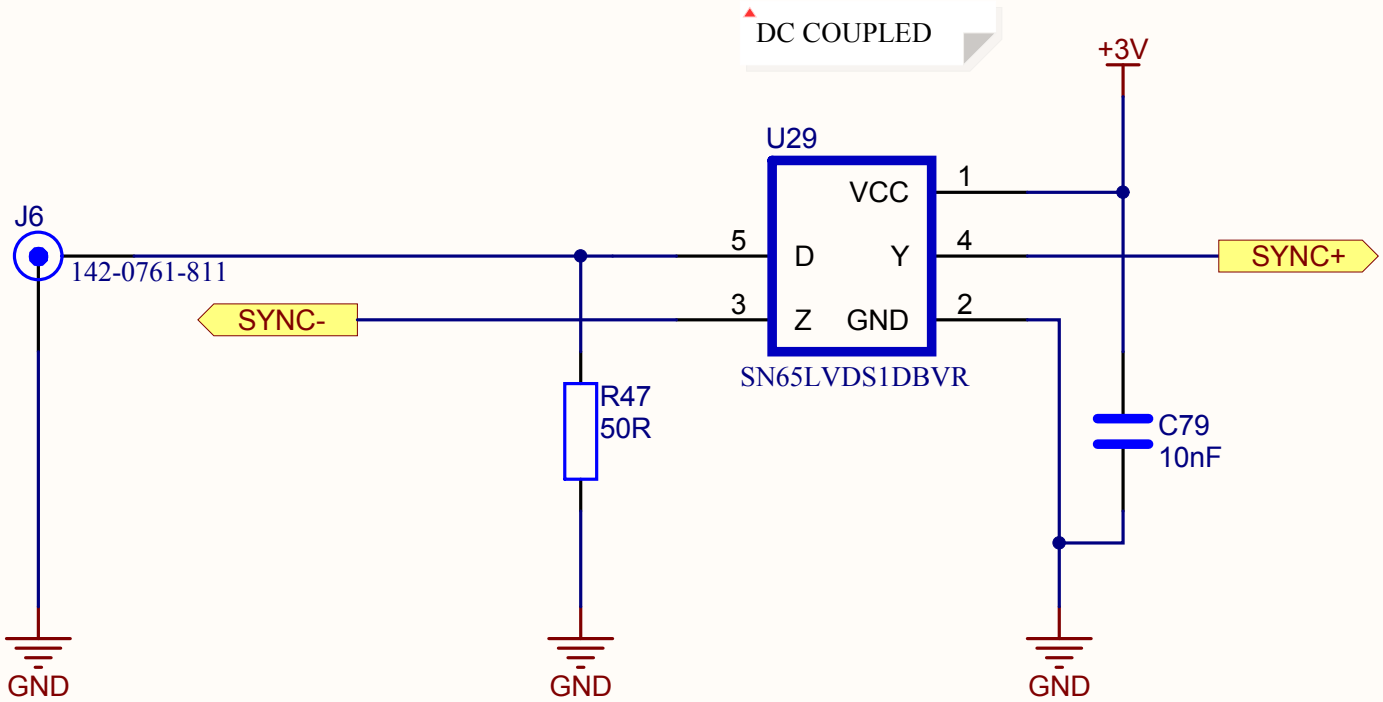 DC COUPLED
+3V
U29
VCC
1
J6
5
D
Y
4
SYNC+
142-0761-811
SYNC-
3
Z
GND
2
SN65LVDS1DBVR
R47
50R
C79
10nF
GND
GND
GND